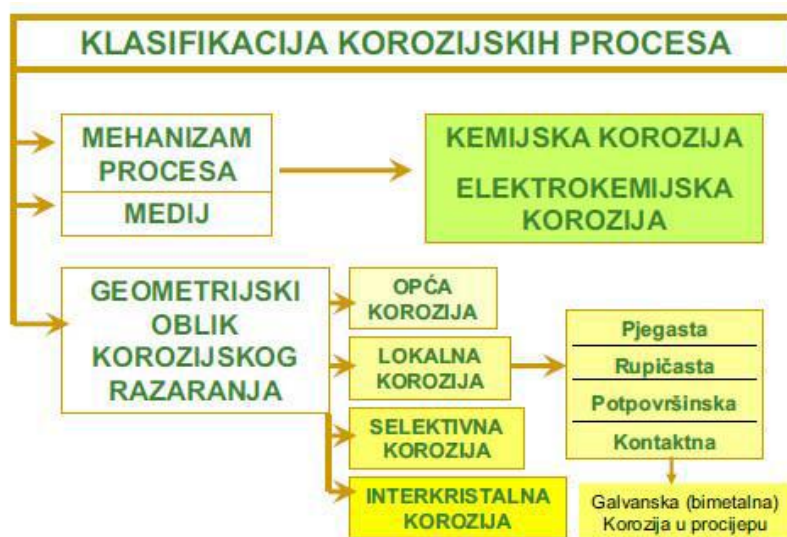 KLASIFIKACIJA KOROZIJSKIH PROCESA
MEHANIZAM
PROCESA
MEDIJ
KEMIJSKA KOROZIJA
ELEKTROKEMIJSKA
KOROZIJA
GEOMETRIJSKI
OBLIK
KOROZIJSKOG
RAZARANJA
OPĆA
KOROZIJA
LOKALNA
KOROZIJA
SELEKTIVNA
KOROZIJA
INTERKRISTALNA
KOROZIJA
Pjegasta
Rupičasta
Potpovršinska
Kontaktna
Galvanska (bimetalna)
Korozija u procijepu